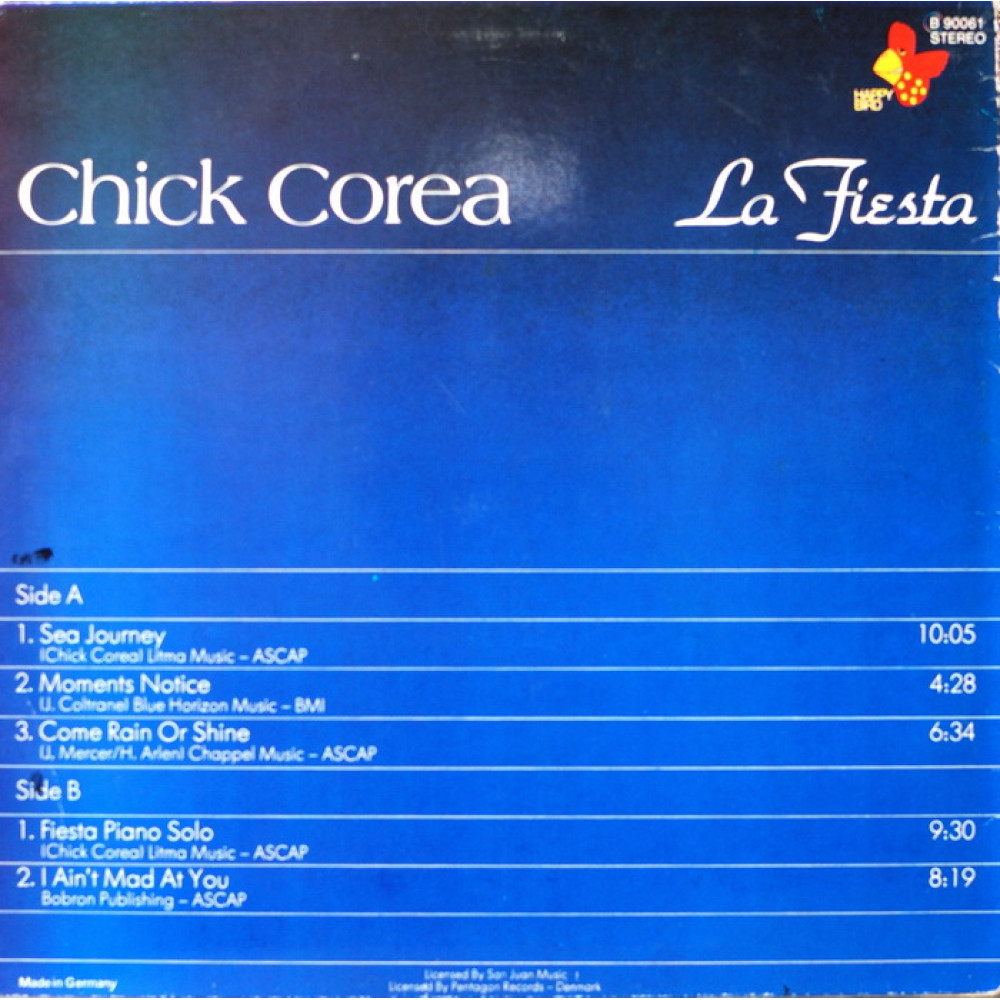 B 90061
STEREO
HAPPY
BIRD
Chick Corea
La Fiesta
Side A
1. Sea Journey 10:05
(Chick Corea) Litma Music – ASCAP
2. Moments Notice 4:28
(J. Coltrane) Blue Horizon Music – BMI
3. Come Rain Or Shine 6:34
(J. Mercer/H. Arlen) Chappel Music – ASCAP
Side B
1. Fiesta Piano Solo 9:30
(Chick Corea) Litma Music – ASCAP
2. I Ain't Mad At You 8:19
Bobron Publishing – ASCAP
Licensed By San Juan Music
Made in Germany
Licensed By Pentagon Records – Denmark